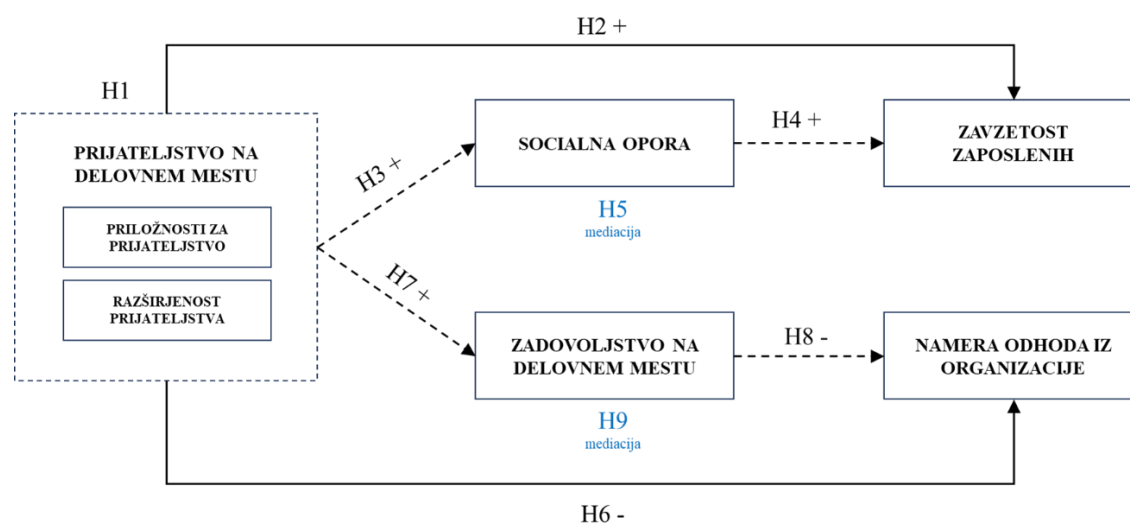 H2 +
H1
PRIJATELJSTVO NA
DELOVNEM MESTU
PRILOŽNOSTI ZA
PRIJATELJSTVO
RAZŠIRJENOST
PRIJATELJSTVA
H3 +
H7 +
SOCIALNA OPORA
H5
mediacija
H4 +
ZAVZETOST
ZAPOSLENIH
ZADOVOLJSTVO NA
DELOVNEM MESTU
H9
mediacija
H8 -
NAMERA ODHODA IZ
ORGANIZACIJE
H6 -